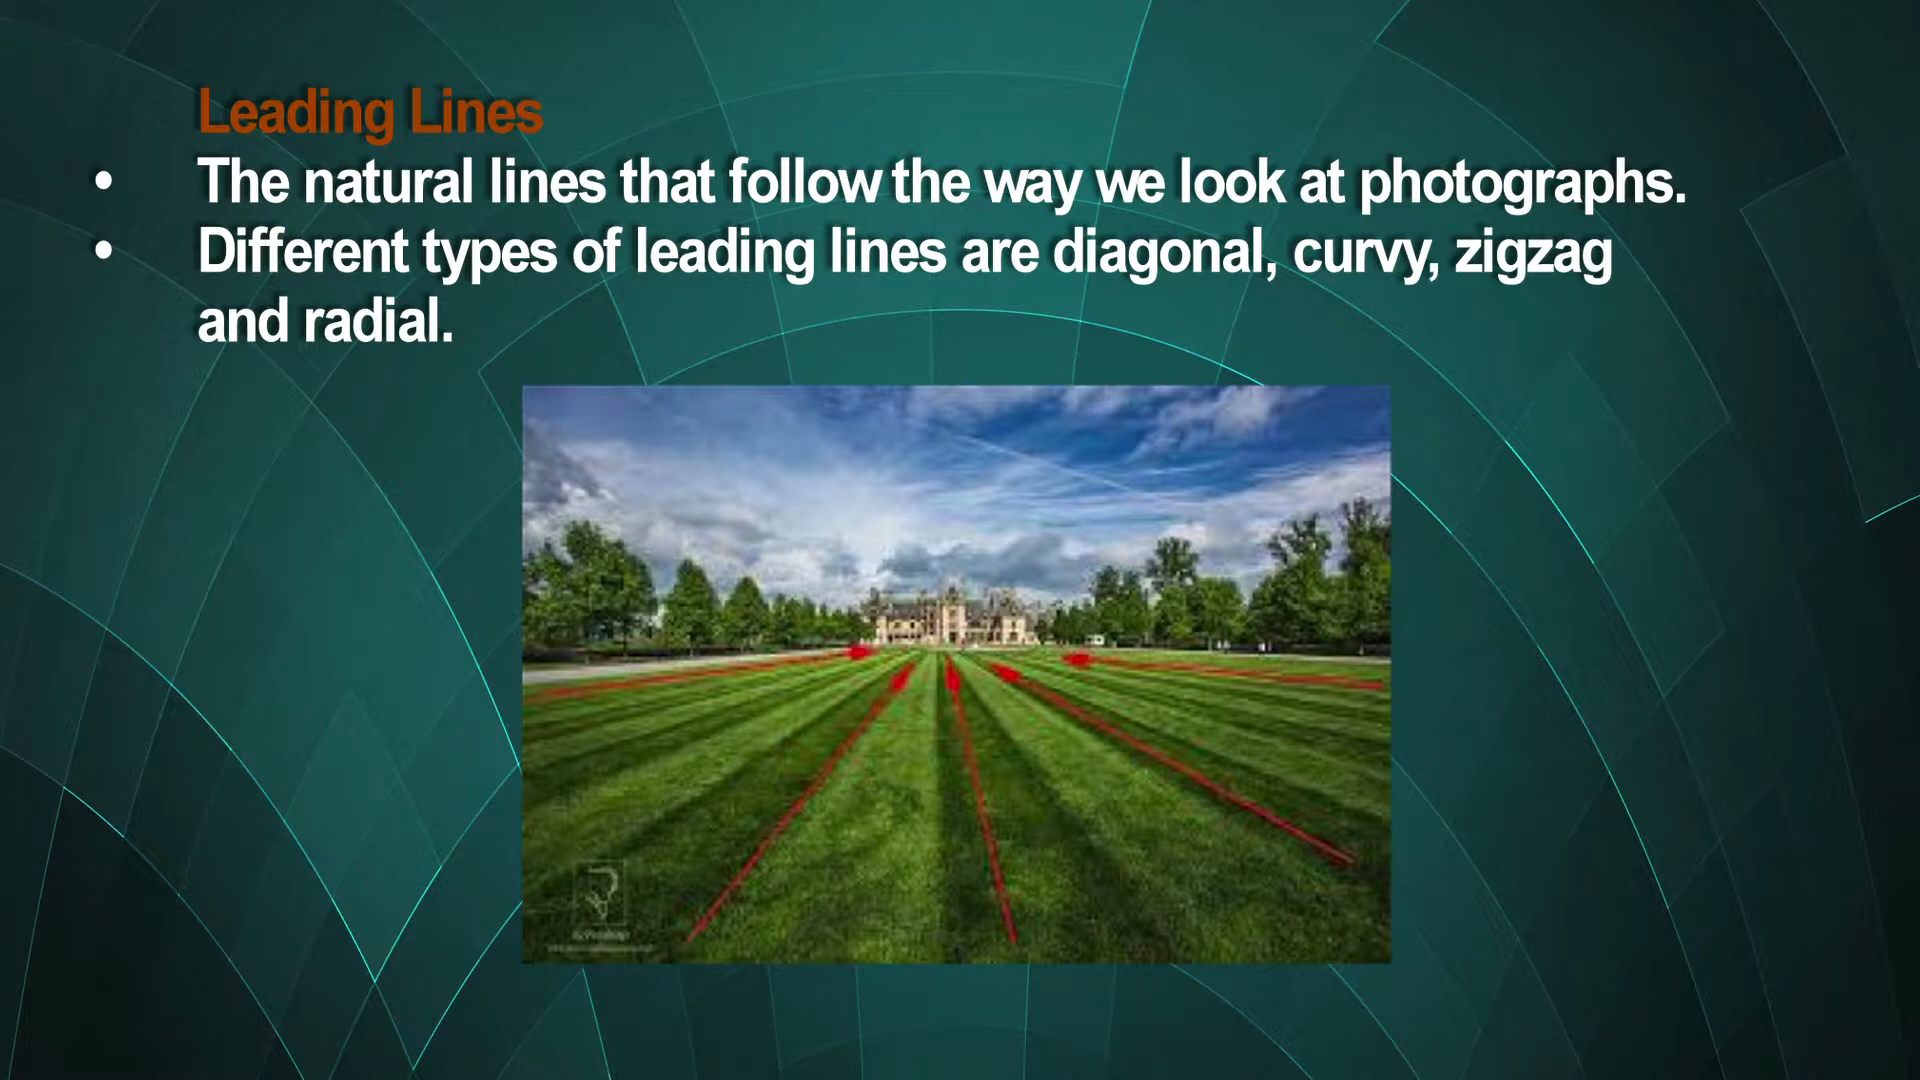 Leading Lines
• The natural lines that follow the way we look at photographs.
• Different types of leading lines are diagonal, curvy, zigzag
and radial.